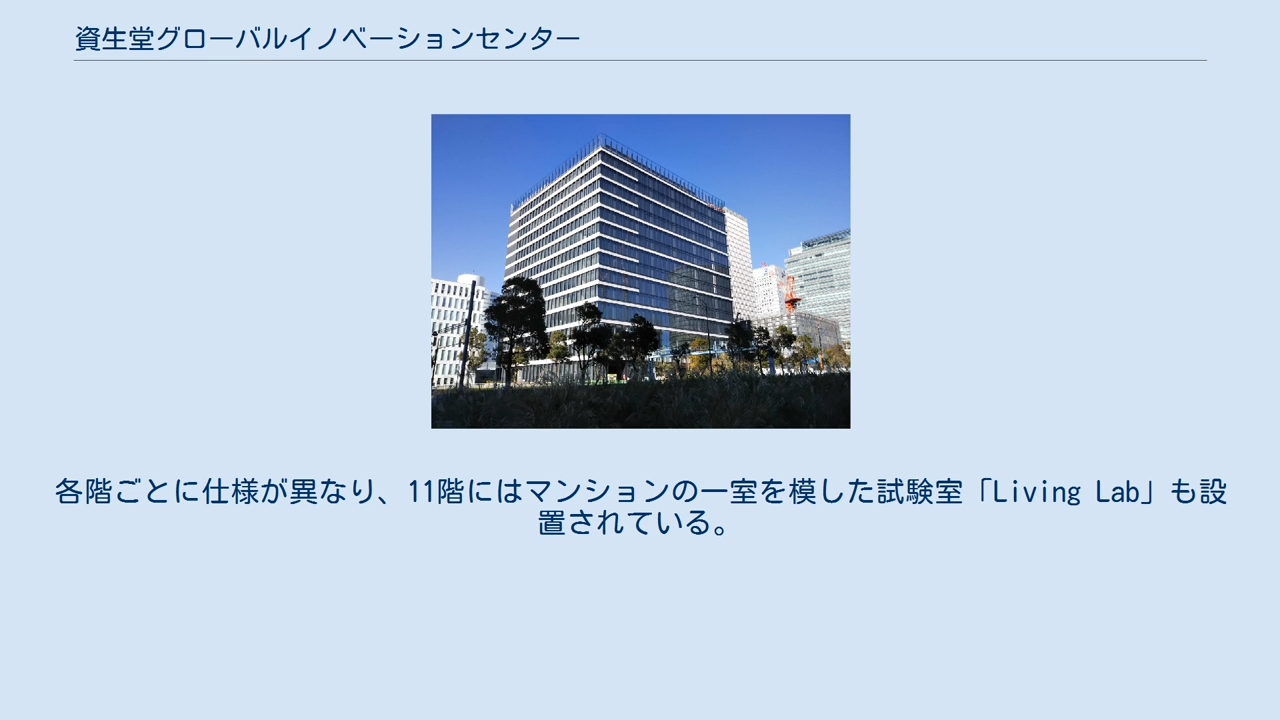 資生堂グローバルイノベーションセンター
各階ごとに仕様が異なり、11階にはマンションの一室を模した試験室「Living Lab」も設
置されている。